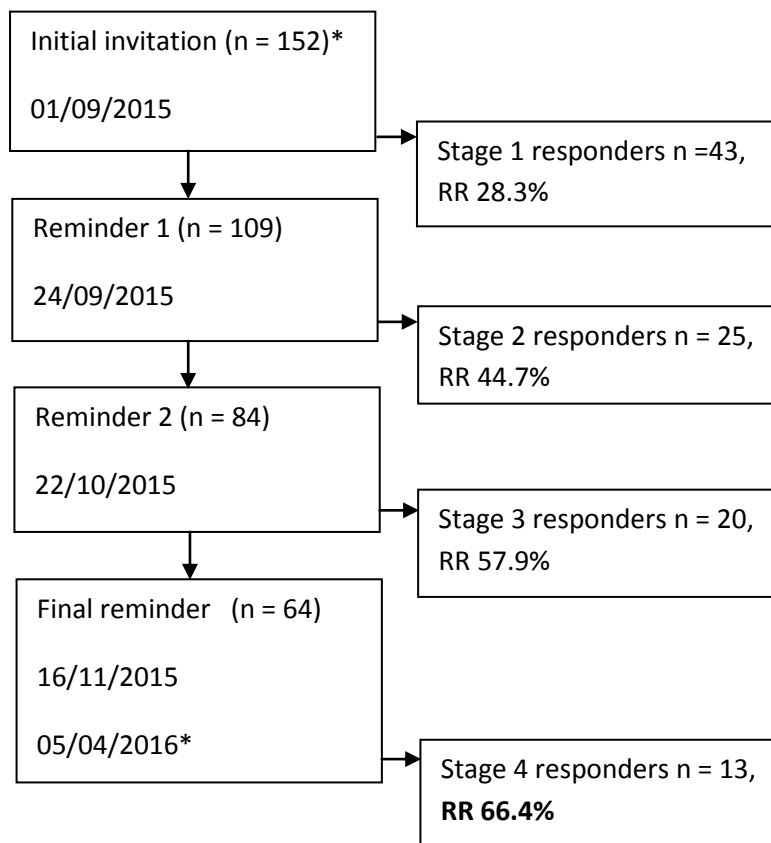 Initial invitation (n = 152)*
01/09/2015
Stage 1 responders n =43,
RR 28.3%
Reminder 1 (n = 109)
24/09/2015
Stage 2 responders n = 25,
RR 44.7%
Reminder 2 (n = 84)
22/10/2015
Stage 3 responders n = 20,
RR 57.9%
Final reminder (n = 64)
16/11/2015
05/04/2016*
Stage 4 responders n = 13,
RR 66.4%